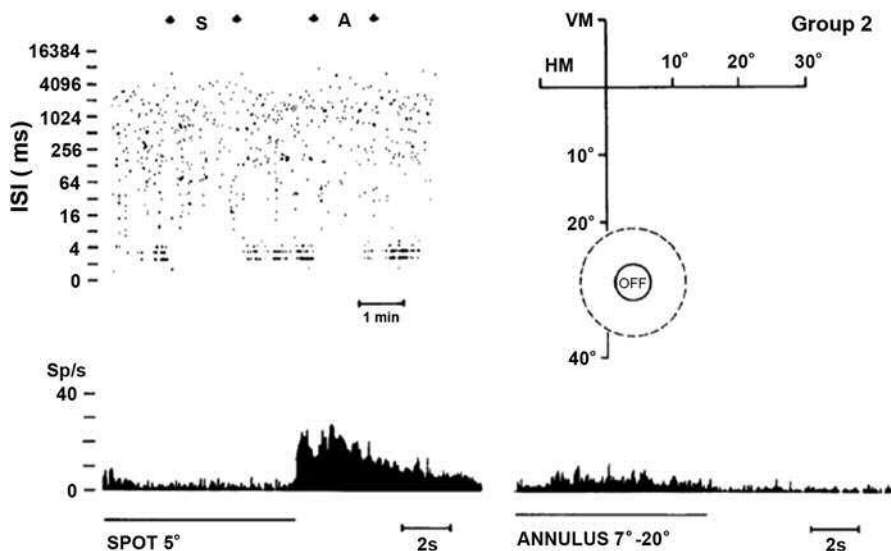 S A
16384
4096
1024
256
64
16
4
0
ISI ( ms)
1 min
VM
Group 2
HM
10° 20° 30°
10°
20°
OFF
40°
Sp/s
40
0
SPOT 5°
2s
ANNULUS 7° -20°
2s